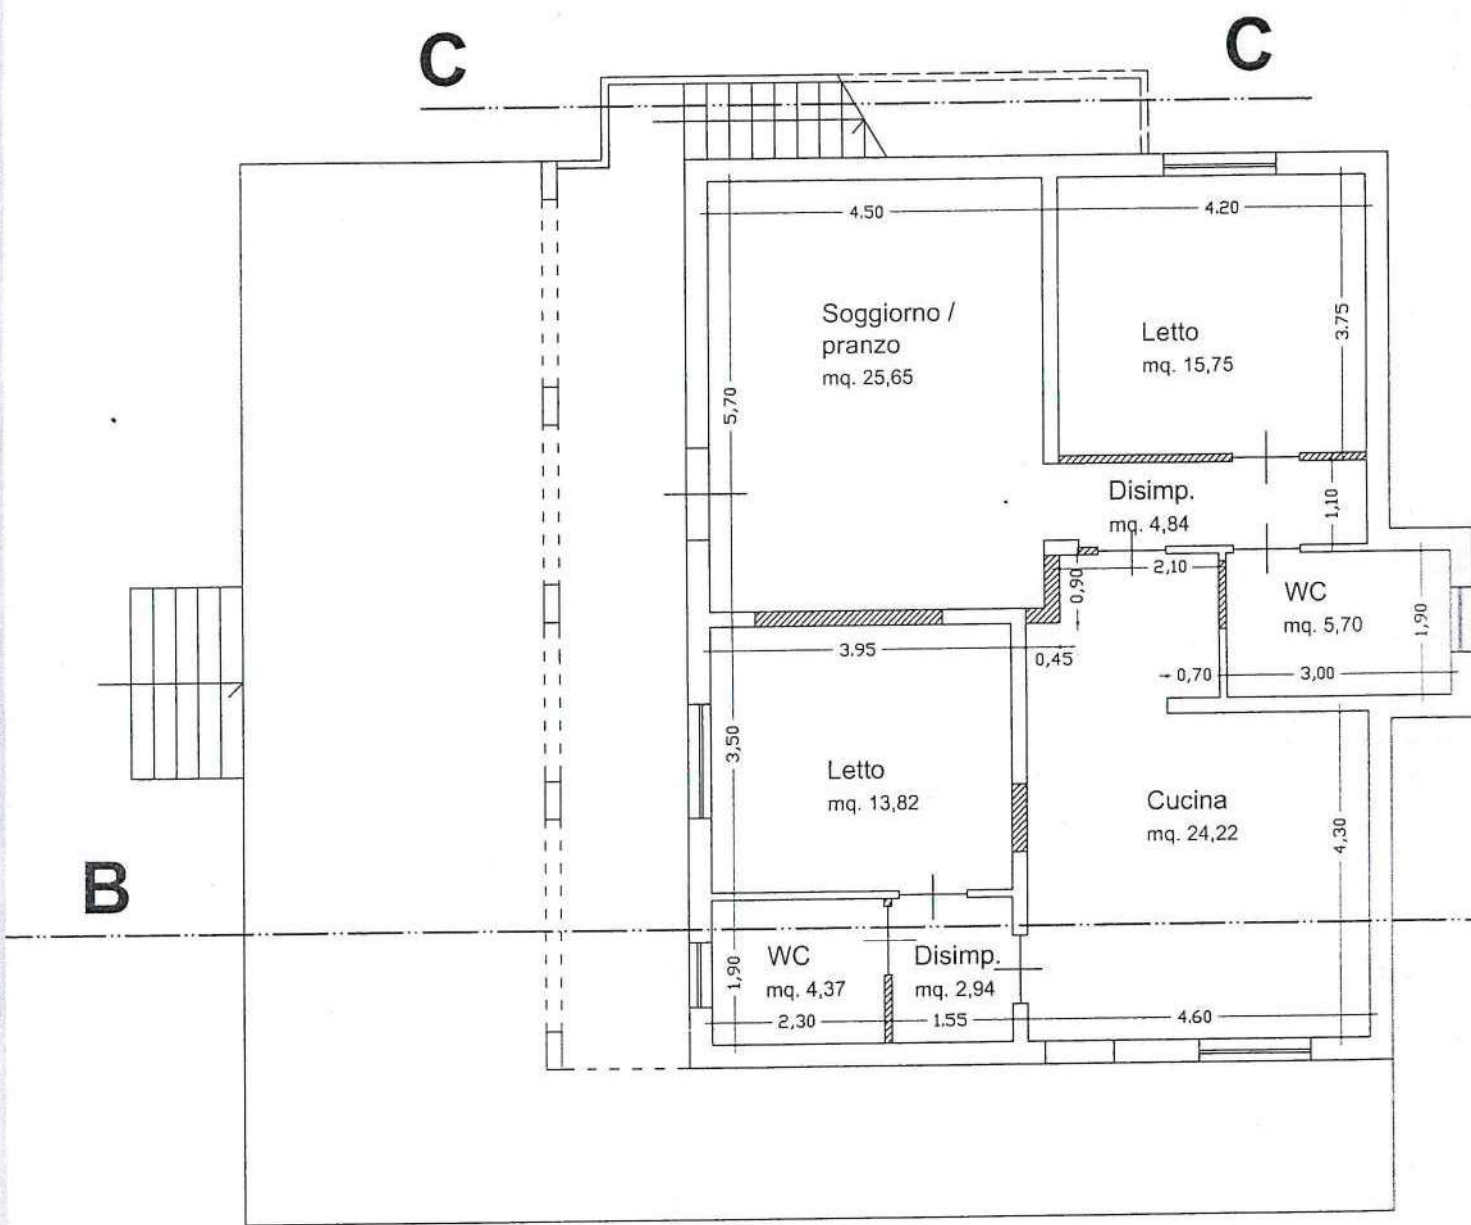 C
C
4.50
4.20
Soggiorno /
pranzo
mq. 25,65
Letto
mq. 15,75
3.75
5,70
Disimp.
mq. 4,84
1,10
2,10
0,90
WC
mq. 5,70
1,90
3.95
0,45
0,70
3,00
3,50
Letto
mq. 13,82
Cucina
mq. 24,22
4,30
B
WC
mq. 4,37
Disimp.
mq. 2,94
1,90
2,30
1.55
4.60